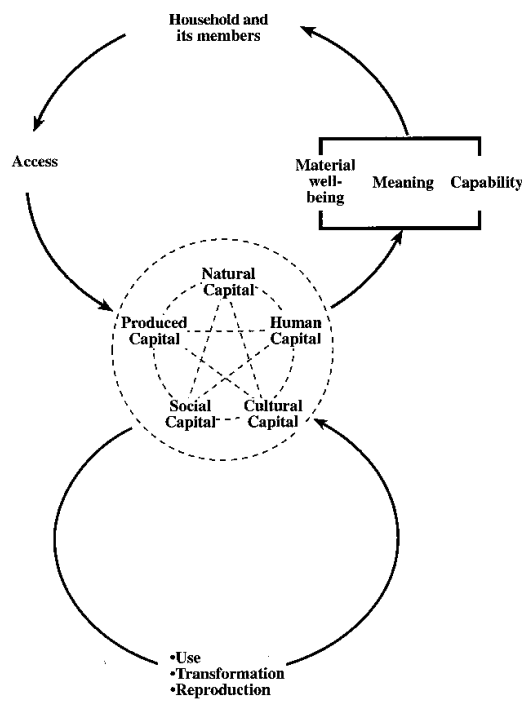 Household and
its members
Access
Material
well-
being
Meaning
Capability
Natural
Capital
Produced
Capital
Human
Capital
Social
Capital
Cultural
Capital
•Use
•Transformation
•Reproduction